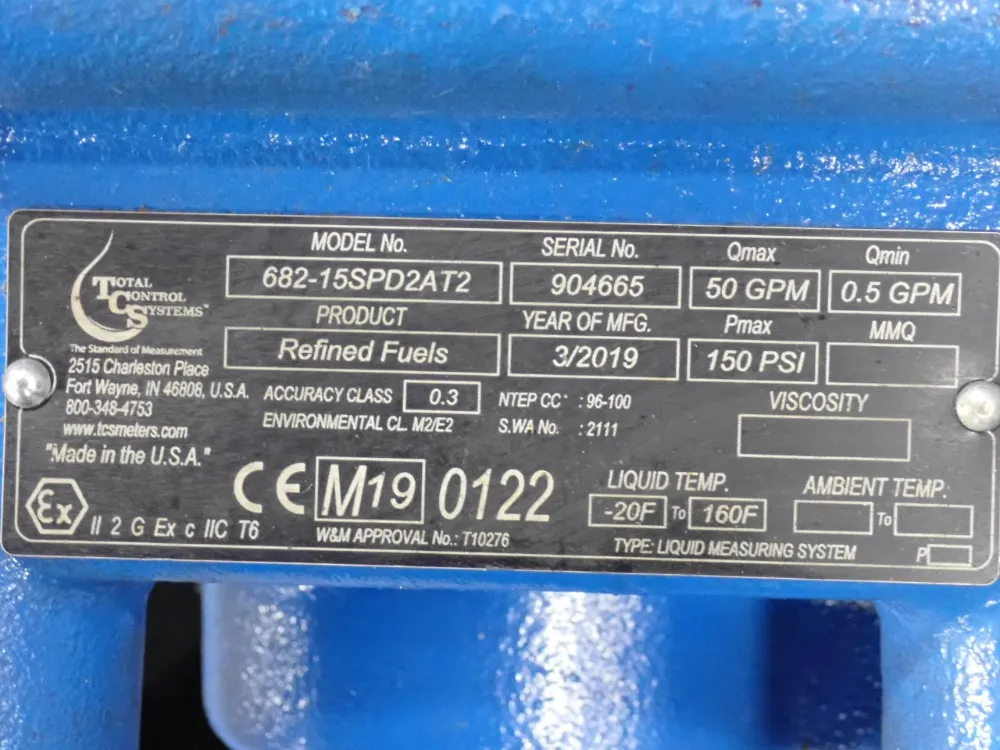 TOTAL
CONTROL
SYSTEMS™
The Standard of Measurement
2515 Charleston Place
Fort Wayne, IN 46808, U.S.A.
800-348-4753
www.tcsmeters.com
"Made in the U.S.A."
MODEL No.
682-15SPD2AT2
SERIAL No.
904665
Qmax
50 GPM
Qmin
0.5 GPM
PRODUCT
Refined Fuels
YEAR OF MFG.
3/2019
Pmax
150 PSI
MMQ
ACCURACY CLASS 0.3
ENVIRONMENTAL CL. M2/E2
NTEP CC : 96-100
S.WA No. : 2111
VISCOSITY
CE M19 0122
W&M APPROVAL No.: T10276
LIQUID TEMP.
-20F To 160F
AMBIENT TEMP.
To
Ex II 2 G Ex c IIC T6
TYPE: LIQUID MEASURING SYSTEM
P